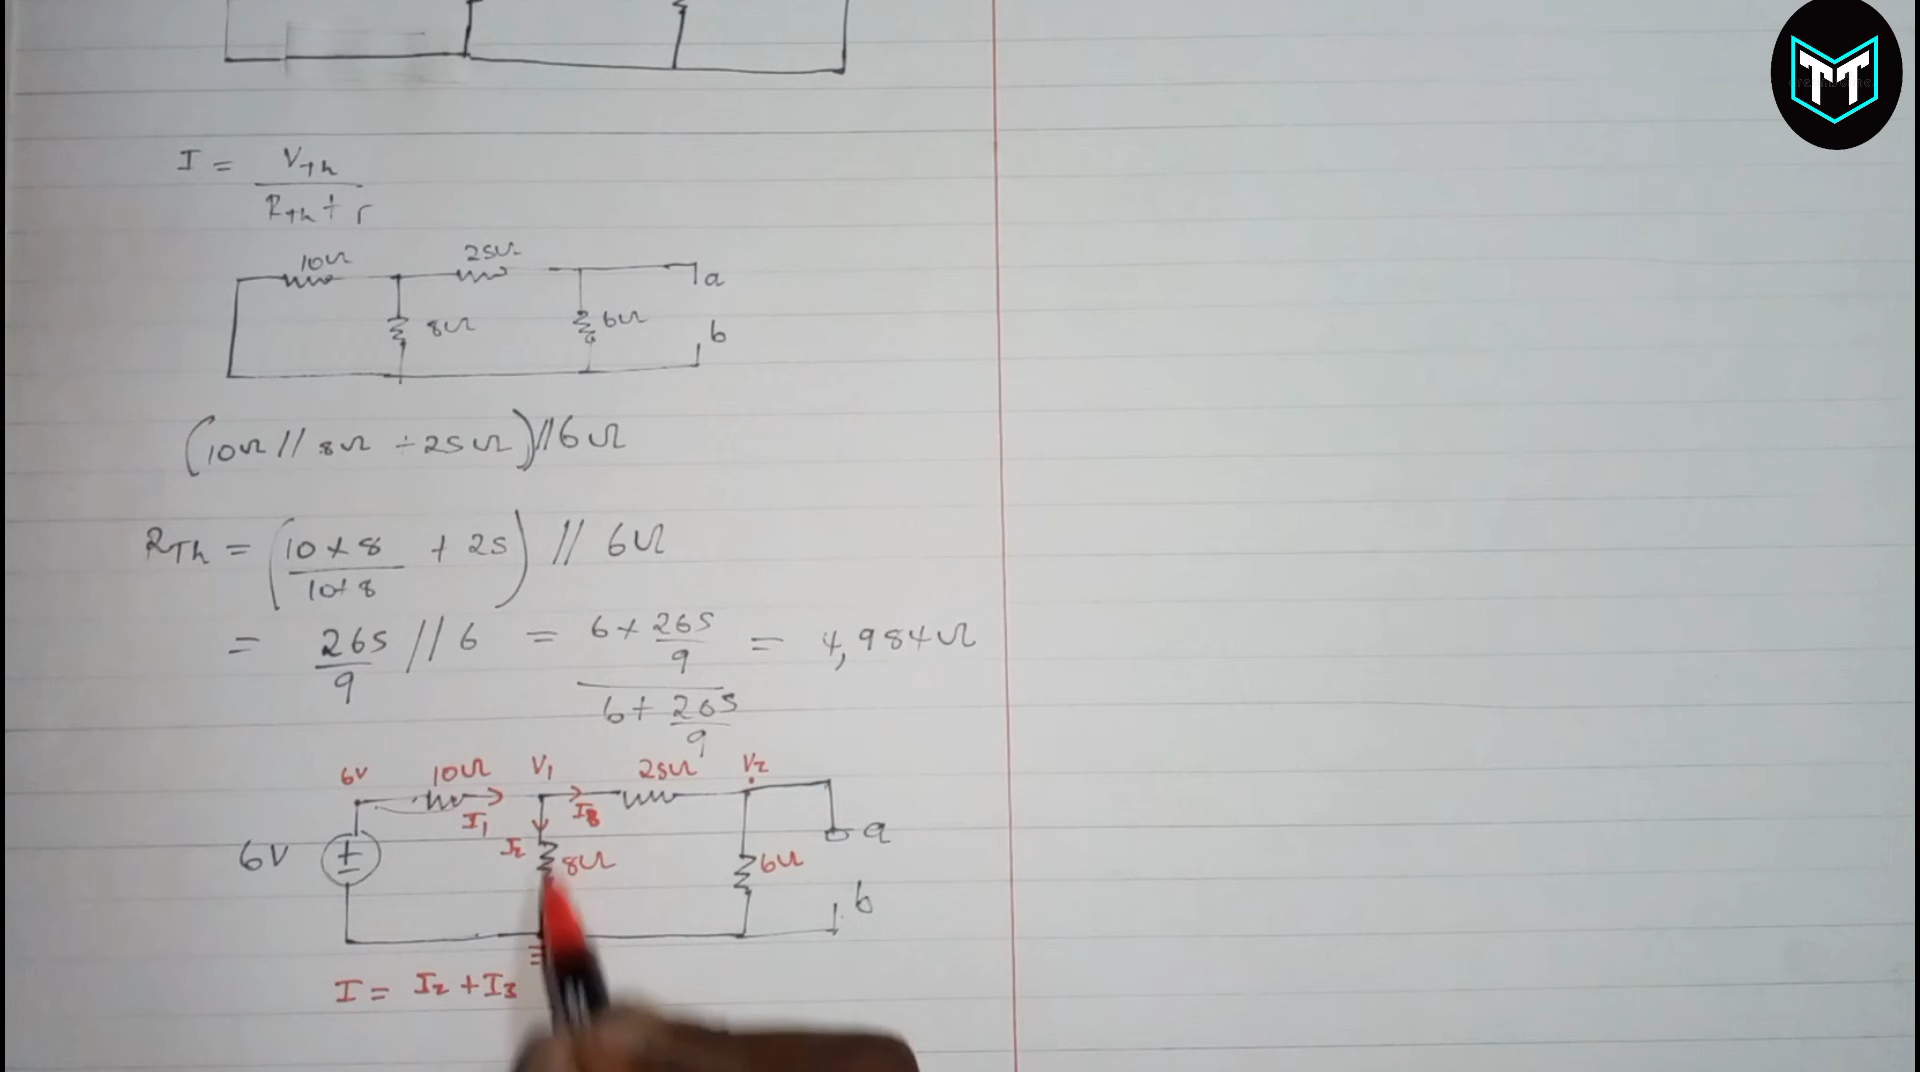 I = VTh
RTh + r
10Ω 25Ω
a
8Ω 6Ω b
(10Ω // 8Ω + 25Ω) // 6Ω
RTh = (10 × 8 + 25) // 6Ω
10+8
= 265 // 6 = 6 × 265 = 4,984Ω
9 9
6 + 265
9
6V 10Ω V1 25Ω V2
I1 I3
a
6V + − I2 8Ω 6Ω
b
I = I2 + I3
TT